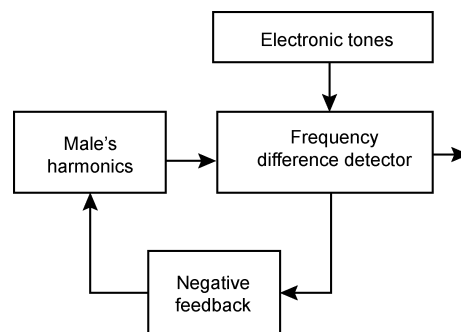 Electronic tones
Male's
harmonics
Frequency
difference detector
Negative
feedback